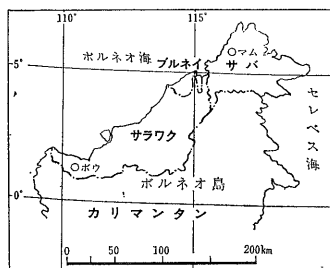 110°
115°
ボルネオ海
ブルネイ
○マム
サバ
5°
セレベス海
サラワク
○ボウ
ボルネオ島
0°
カリマンタン
0 50 100 200km